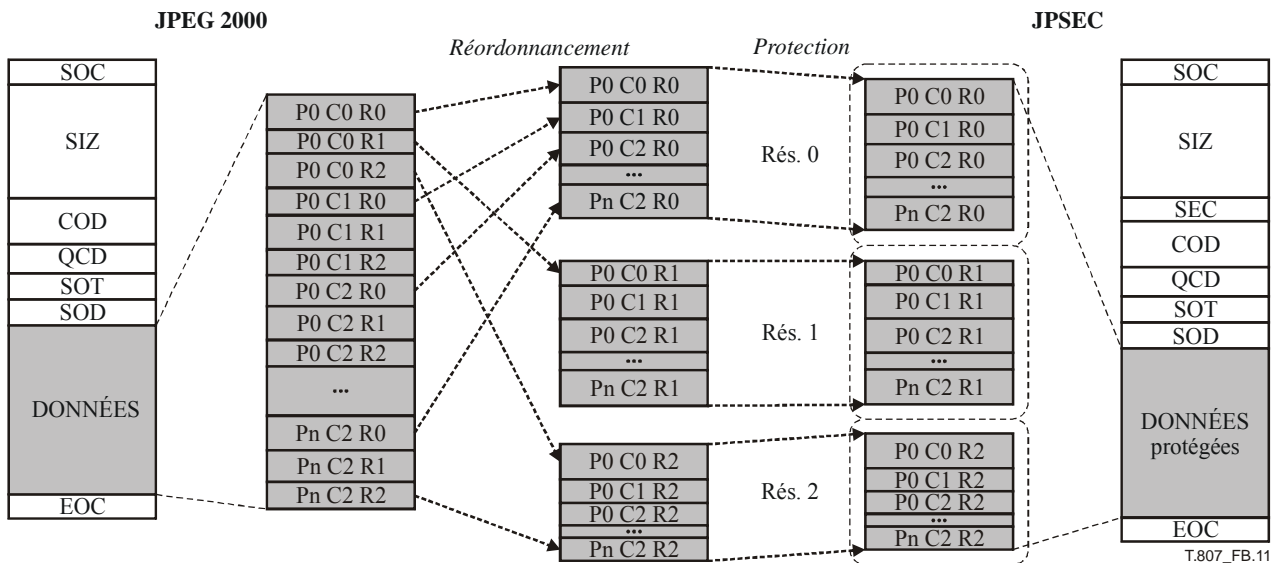 JPEG 2000
JPSEC
Réordonnancement
Protection
SOC
SIZ
COD
QCD
SOT
SOD
DONNÉES
EOC
P0 C0 R0
P0 C0 R1
P0 C0 R2
P0 C1 R0
P0 C1 R1
P0 C1 R2
P0 C2 R0
P0 C2 R1
P0 C2 R2
...
Pn C2 R0
Pn C2 R1
Pn C2 R2
P0 C0 R0
P0 C1 R0
P0 C2 R0
...
Pn C2 R0
Rés. 0
P0 C0 R0
P0 C1 R0
P0 C2 R0
...
Pn C2 R0
P0 C0 R1
P0 C1 R1
P0 C2 R1
...
Pn C2 R1
Rés. 1
P0 C0 R1
P0 C1 R1
P0 C2 R1
...
Pn C2 R1
P0 C0 R2
P0 C1 R2
P0 C2 R2
...
Pn C2 R2
Rés. 2
P0 C0 R2
P0 C1 R2
P0 C2 R2
...
Pn C2 R2
SOC
SIZ
SEC
COD
QCD
SOT
SOD
DONNÉES
protégées
EOC
T.807_FB.11